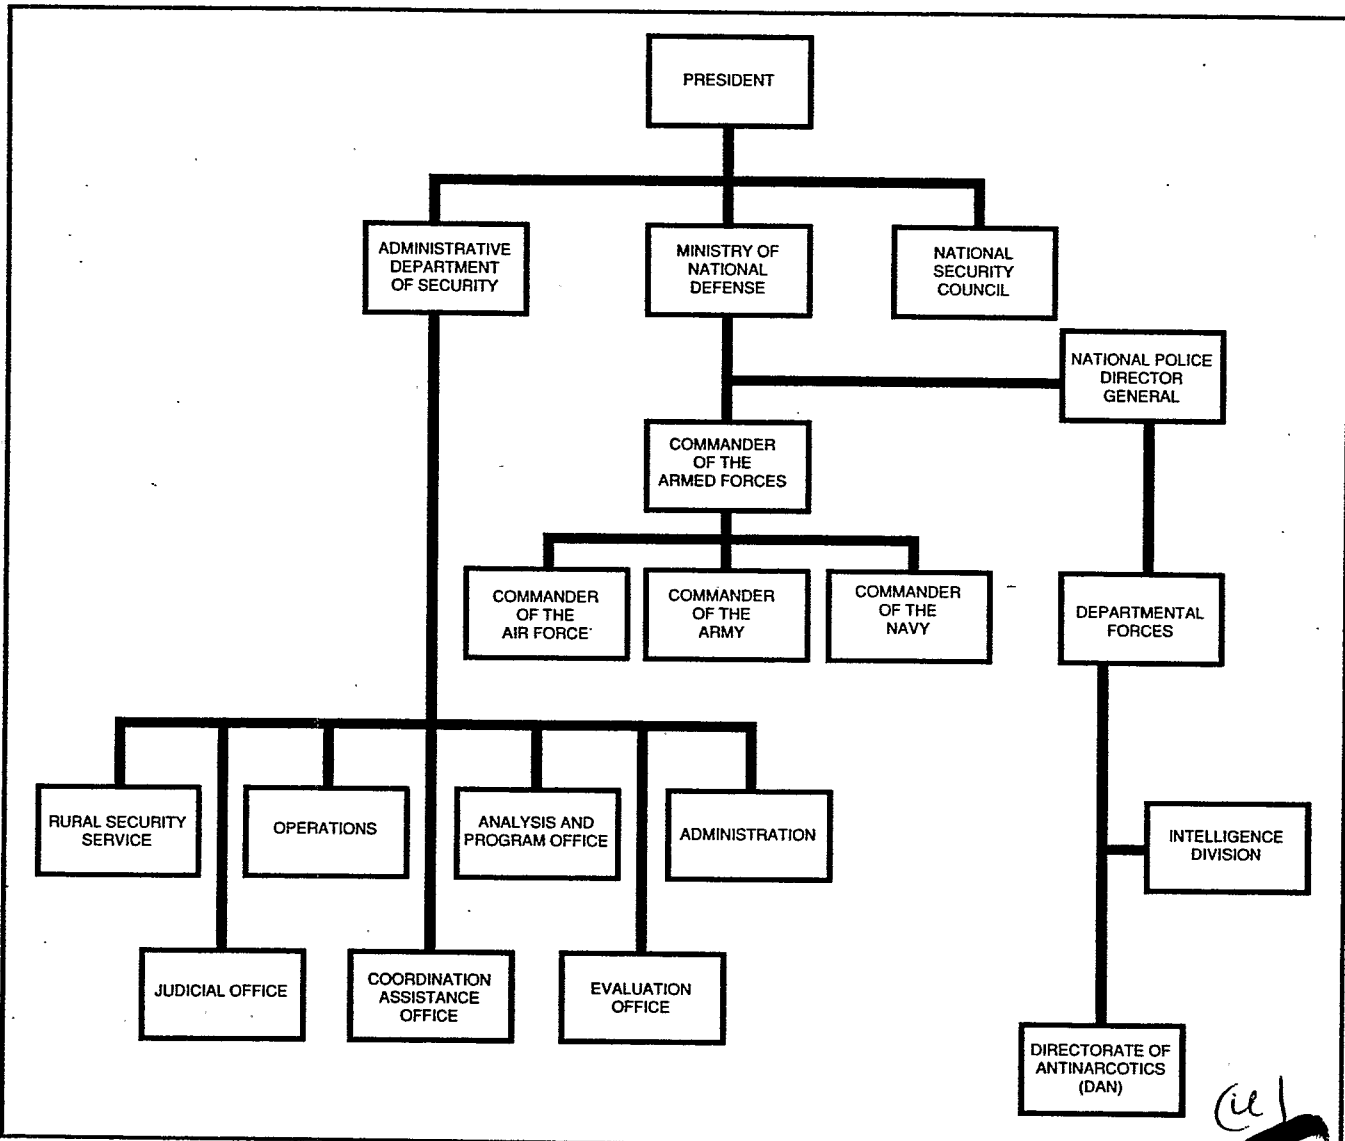 PRESIDENT
ADMINISTRATIVE
DEPARTMENT
OF SECURITY
MINISTRY OF
NATIONAL
DEFENSE
NATIONAL
SECURITY
COUNCIL
NATIONAL POLICE
DIRECTOR
GENERAL
COMMANDER
OF THE
ARMED FORCES
COMMANDER
OF THE
AIR FORCE
COMMANDER
OF THE
ARMY
COMMANDER
OF THE
NAVY
DEPARTMENTAL
FORCES
RURAL SECURITY
SERVICE
OPERATIONS
ANALYSIS AND
PROGRAM OFFICE
ADMINISTRATION
INTELLIGENCE
DIVISION
JUDICIAL OFFICE
COORDINATION
ASSISTANCE
OFFICE
EVALUATION
OFFICE
DIRECTORATE OF
ANTINARCOTICS
(DAN)